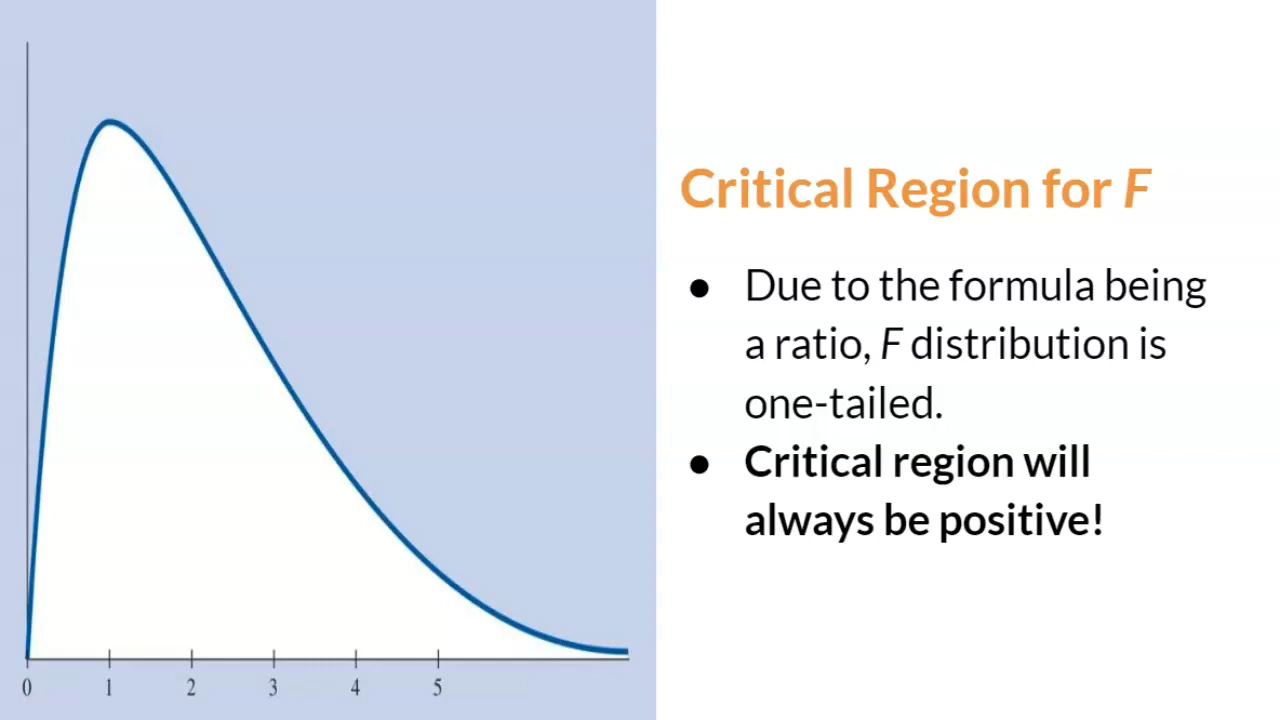 Critical Region for F
● Due to the formula being
a ratio, F distribution is
one-tailed.
● Critical region will
always be positive!
0 1 2 3 4 5